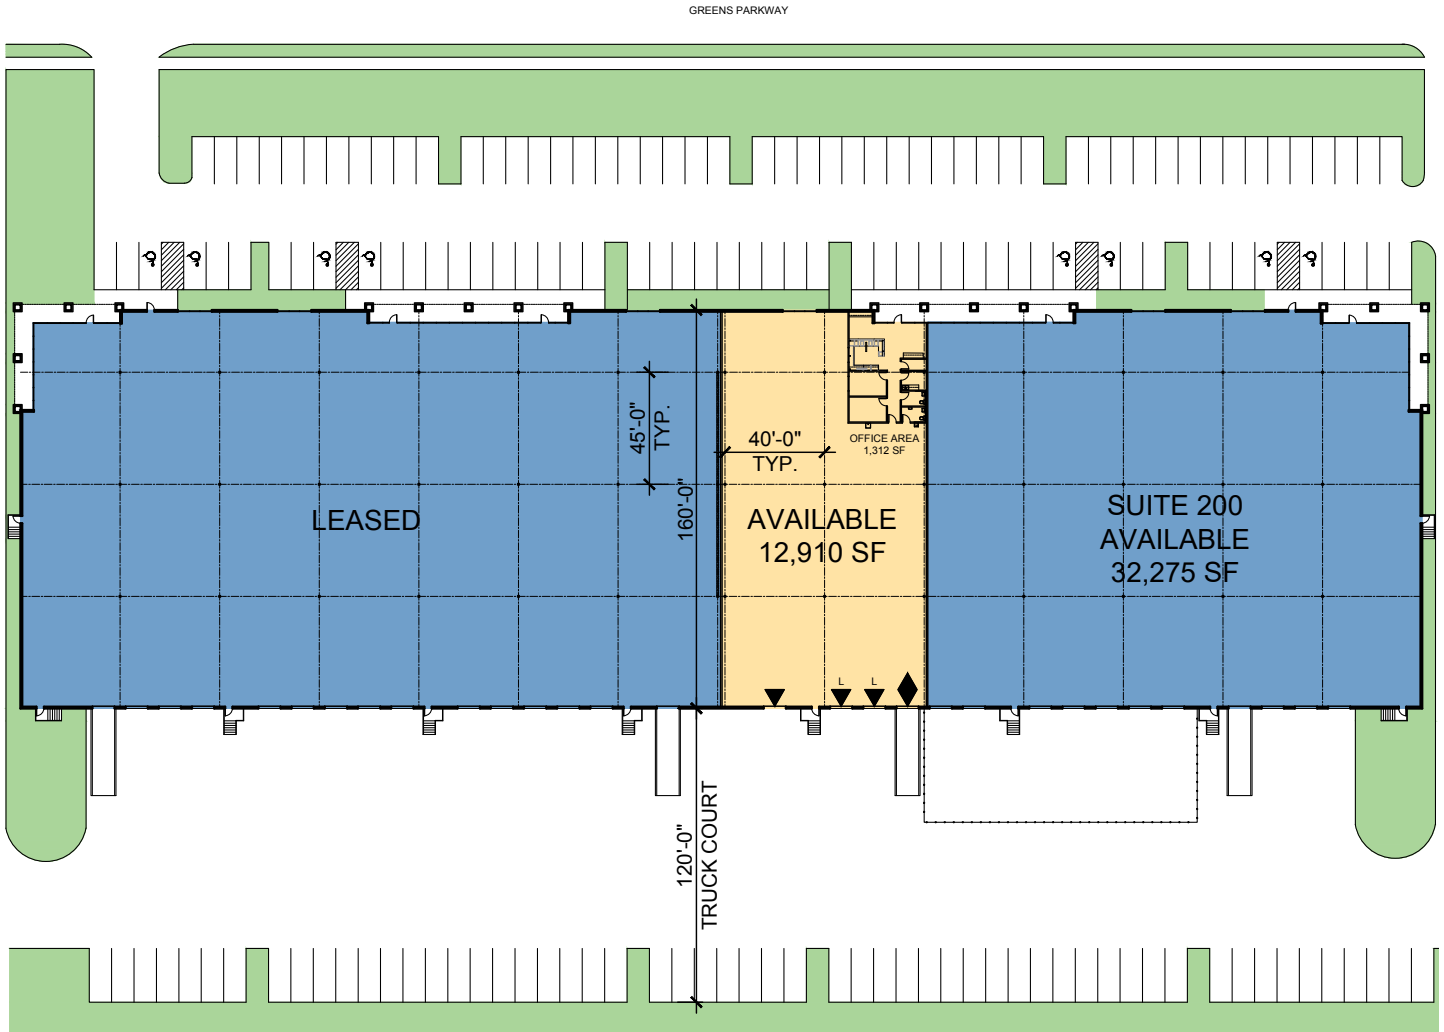 GREENS PARKWAY
45'-0"
TYP.
40'-0"
TYP.
OFFICE AREA
1,312 SF
160'-0"
LEASED
AVAILABLE
12,910 SF
SUITE 200
AVAILABLE
32,275 SF
L
L
120'-0"
TRUCK COURT